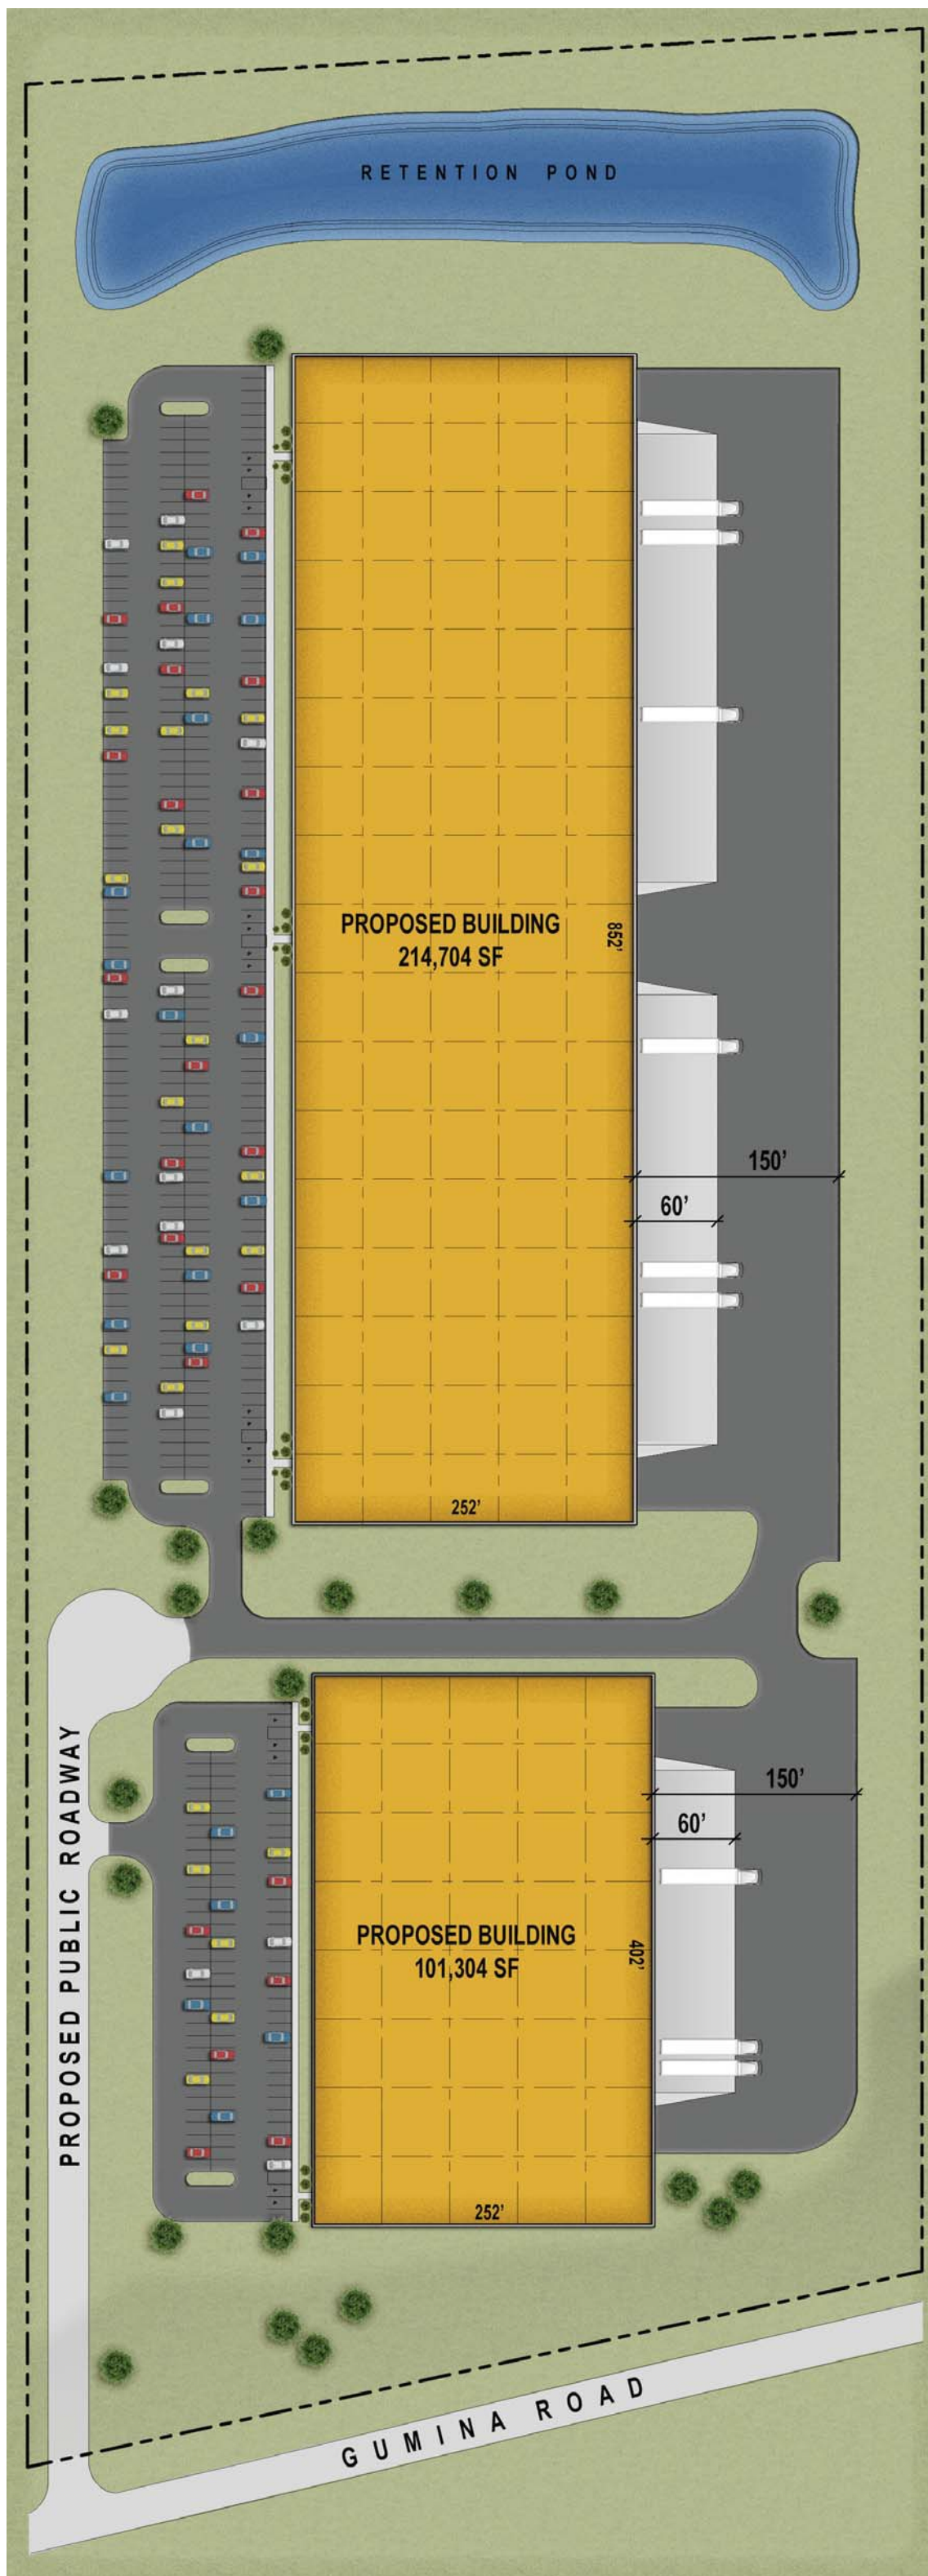 RETENTION POND
PROPOSED BUILDING
214,704 SF
852'
150'
60'
252'
PROPOSED PUBLIC ROADWAY
150'
60'
PROPOSED BUILDING
101,304 SF
402'
252'
GUMINA ROAD